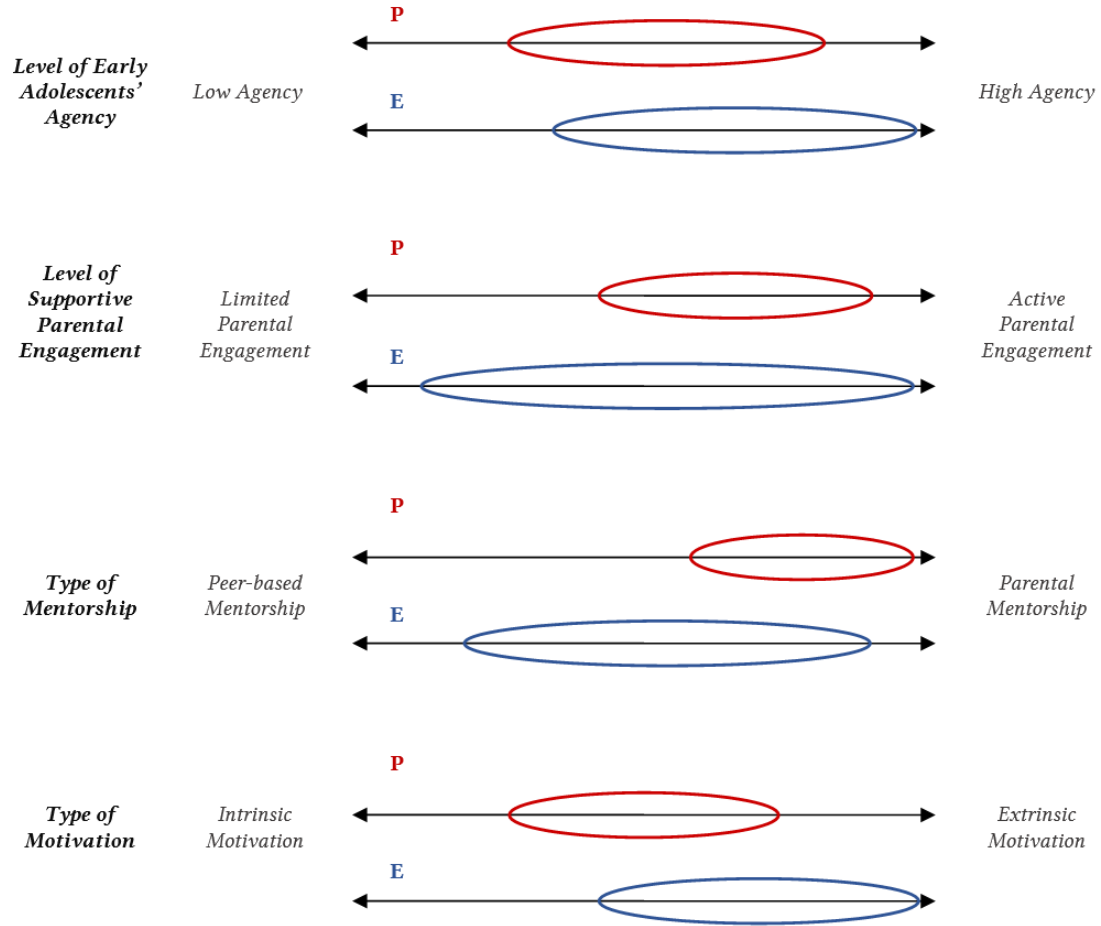 P
Level of Early
Adolescents’
Agency
Low Agency
High Agency
E
P
Level of
Supportive
Parental
Engagement
Limited
Parental
Engagement
Active
Parental
Engagement
E
P
Type of
Mentorship
Peer-based
Mentorship
Parental
Mentorship
E
P
Type of
Motivation
Intrinsic
Motivation
Extrinsic
Motivation
E